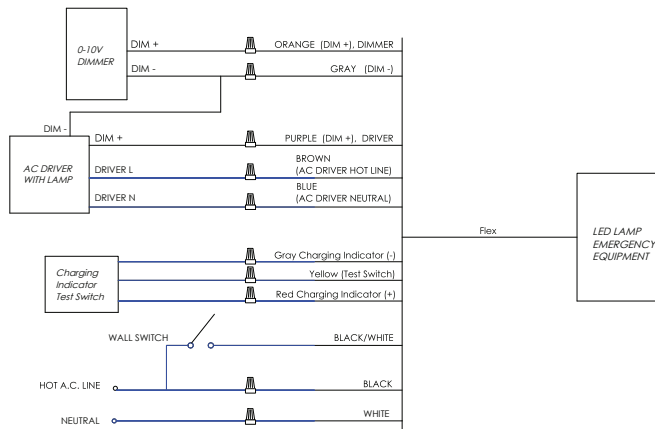 0-10V
DIMMER
DIM +
ORANGE (DIM +), DIMMER
DIM -
GRAY (DIM -)
DIM -
DIM +
PURPLE (DIM +), DRIVER
AC DRIVER
WITH LAMP
DRIVER L
BROWN
(AC DRIVER HOT LINE)
DRIVER N
BLUE
(AC DRIVER NEUTRAL)
Flex
LED LAMP
EMERGENCY
EQUIPMENT
Charging
Indicator
Test Switch
Gray Charging Indicator (-)
Yellow (Test Switch)
Red Charging Indicator (+)
WALL SWITCH
BLACK/WHITE
HOT A.C. LINE
BLACK
NEUTRAL
WHITE